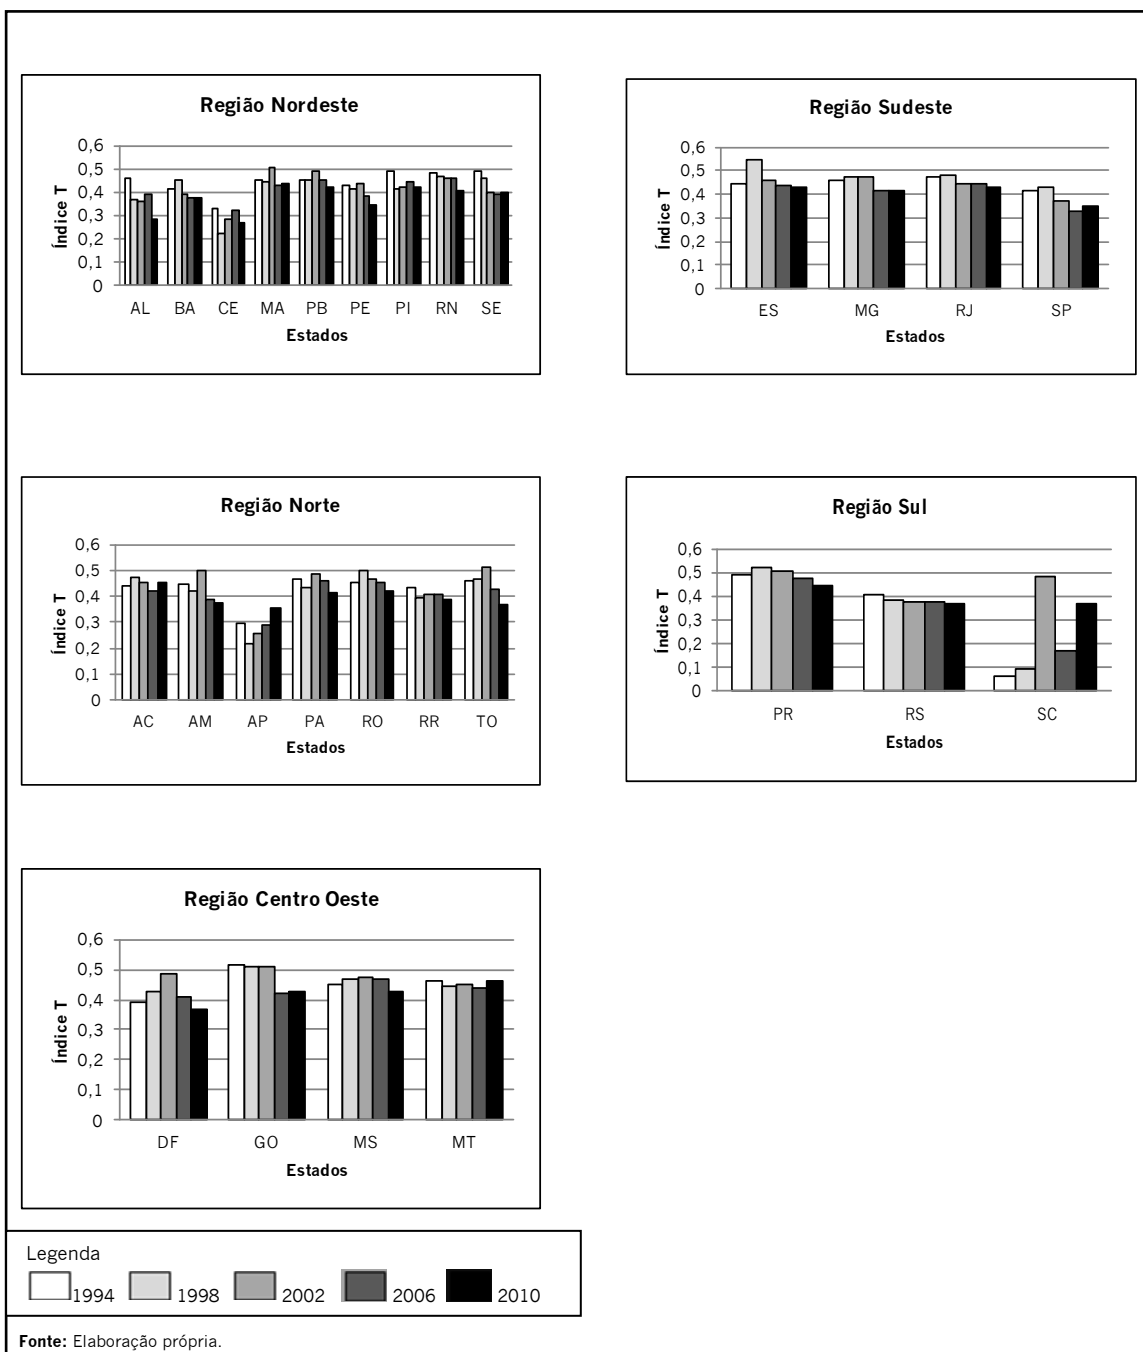 Região Nordeste
Índice T
0,6
0,5
0,4
0,3
0,2
0,1
0
AL BA CE MA PB PE PI RN SE
Estados
Região Sudeste
Índice T
0,6
0,5
0,4
0,3
0,2
0,1
0
ES MG RJ SP
Estados
Região Norte
Índice T
0,6
0,5
0,4
0,3
0,2
0,1
0
AC AM AP PA RO RR TO
Estados
Região Sul
Índice T
0,6
0,5
0,4
0,3
0,2
0,1
0
PR RS SC
Estados
Região Centro Oeste
Índice T
0,6
0,5
0,4
0,3
0,2
0,1
0
DF GO MS MT
Estados
Legenda
1994 1998 2002 2006 2010
Fonte: Elaboração própria.